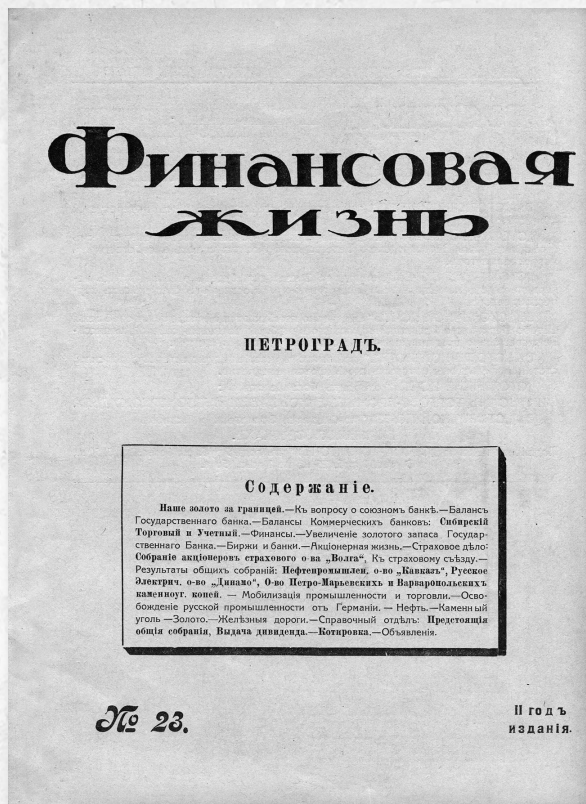 Финансовая
жизнь
ПЕТРОГРАДЪ.
Содержаніе.
Наше золото за границей.—Къ вопросу о союзномъ банкѣ.—Балансъ
Государственнаго банка.—Балансы Коммерческихъ банковъ: Сибирскій
Торговый и Учетный.—Финансы.—Увеличеніе золотого запаса Государ-
ственнаго Банка.—Биржи и банки.—Акціонерная жизнь.—Страховое дѣло:
Собраніе акціонеровъ страхового о-ва „Волга“, Къ страховому съѣзду.—
Результаты общихъ собраній: Нефтепромышлен. о-во „Кавказъ“, Русское
Электрич. о-во „Динамо“, О-во Петро-Марьевскихъ и Варваропольскихъ
каменноуг. копей. — Мобилизація промышленности и торговли.—Осво-
божденіе русской промышленности отъ Германіи. — Нефть.—Каменный
уголь —Золото.—Желѣзныя дороги.—Справочный отдѣлъ: Предстоящія
общія собранія, Выдача дивиденда.—Котировка.—Объявленія.
№ 23.
II годъ
изданія.